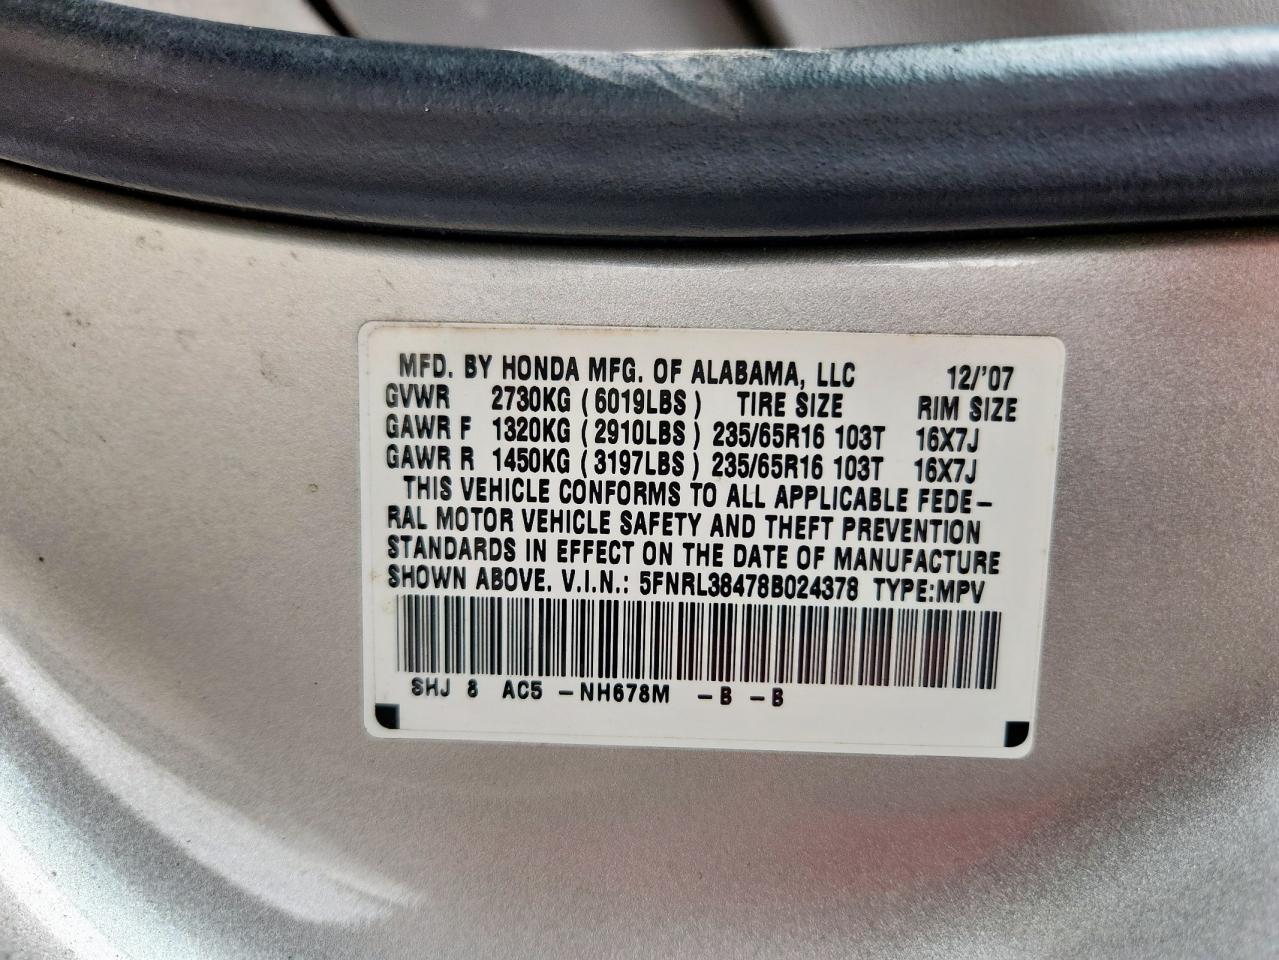 MFD. BY HONDA MFG. OF ALABAMA, LLC 12/'07
GVWR 2730KG (6019LBS) TIRE SIZE RIM SIZE
GAWR F 1320KG (2910LBS) 235/65R16 103T 16X7J
GAWR R 1450KG (3197LBS) 235/65R16 103T 16X7J
THIS VEHICLE CONFORMS TO ALL APPLICABLE FEDE-
RAL MOTOR VEHICLE SAFETY AND THEFT PREVENTION
STANDARDS IN EFFECT ON THE DATE OF MANUFACTURE
SHOWN ABOVE. V.I.N.: 5FNRL38478B024378 TYPE:MPV
SHJ 8 AC5 -NH678M -B -B